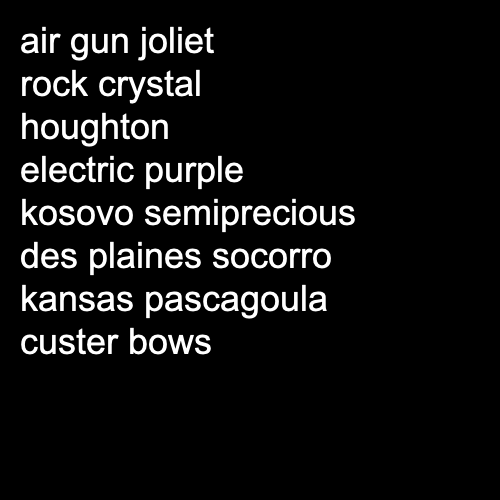 air gun joliet
rock crystal
houghton
electric purple
kosovo semiprecious
des plaines socorro
kansas pascagoula
custer bows